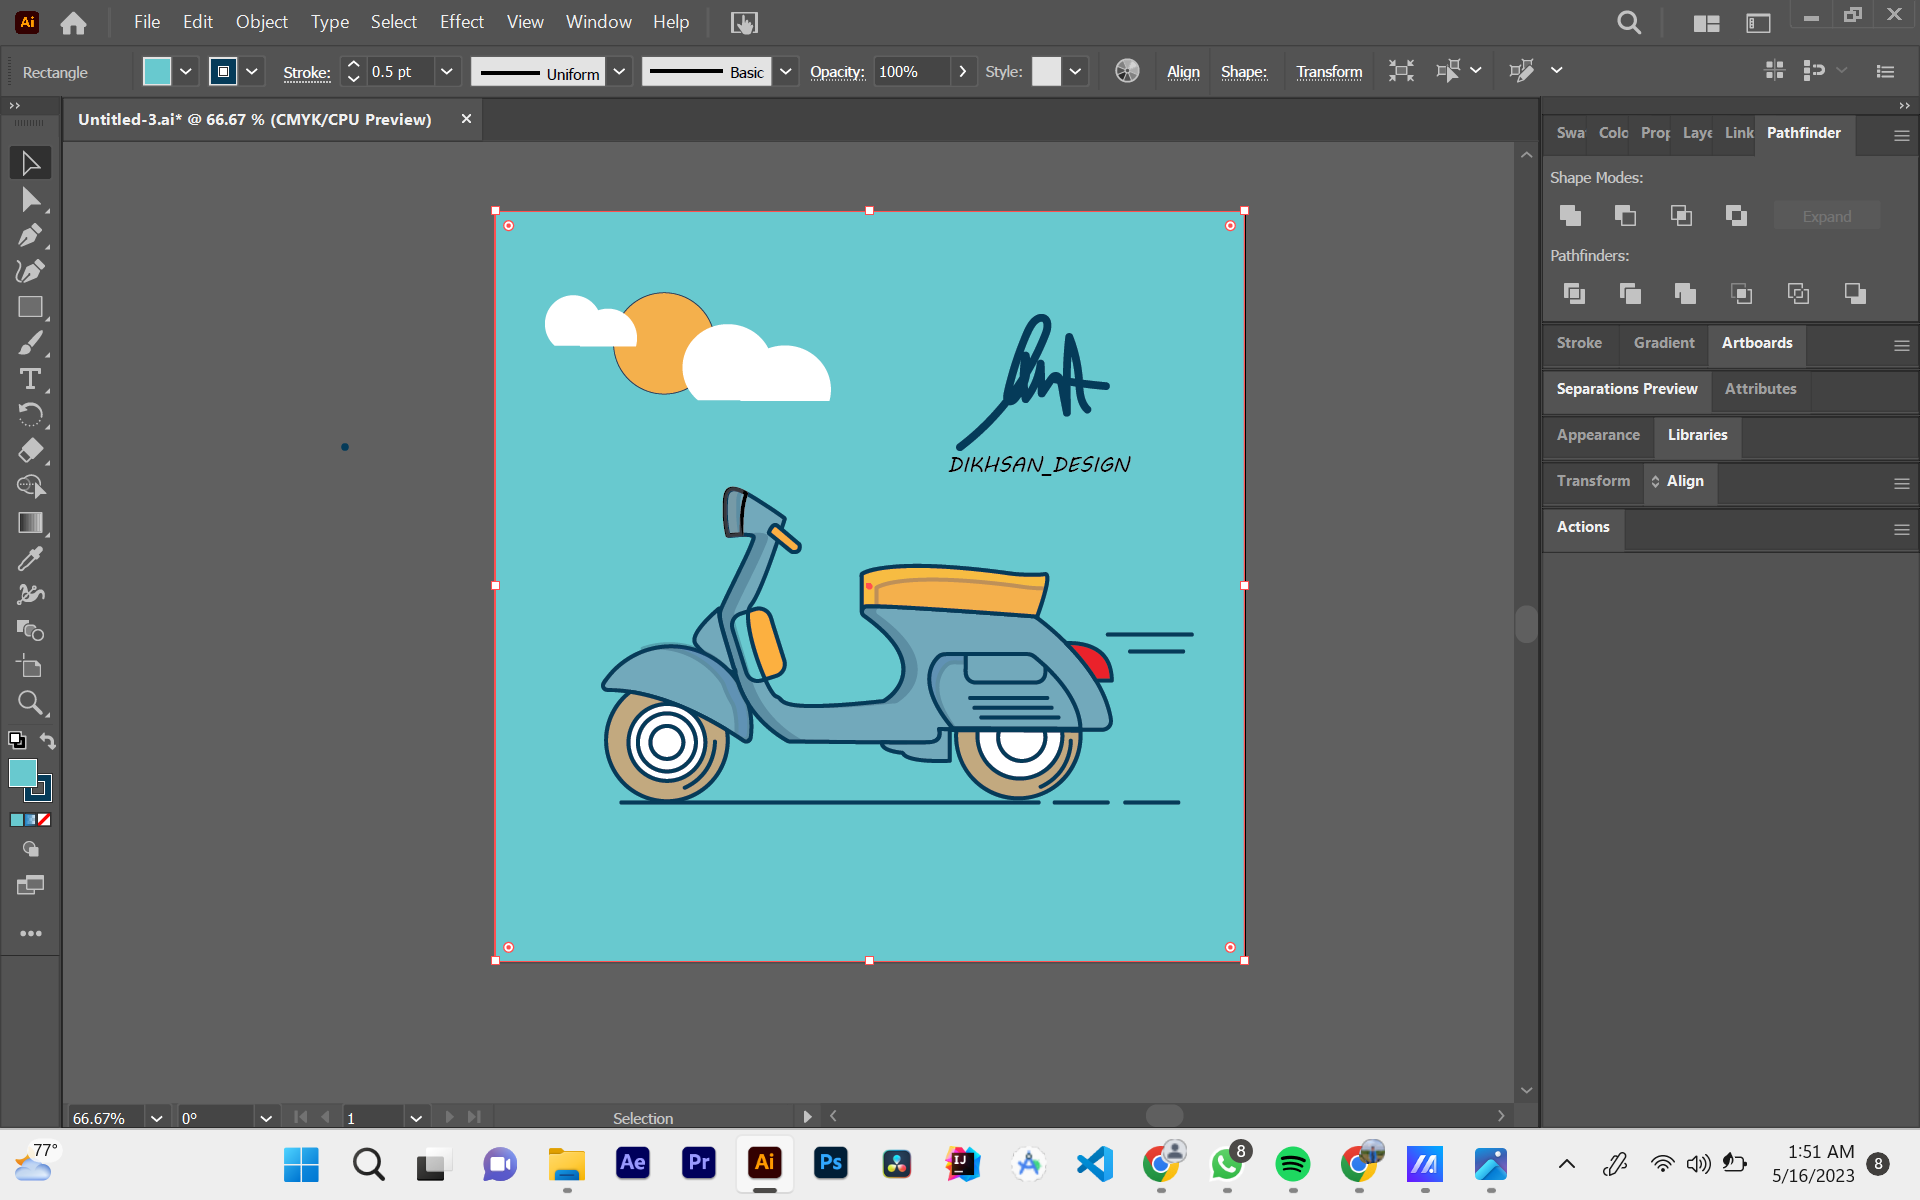 Ai File Edit Object Type Select Effect View Window Help
Rectangle Stroke: 0.5 pt Uniform Basic Opacity: 100% Style: Align Shape: Transform
Untitled-3.ai* @ 66.67 % (CMYK/CPU Preview)
Swa Colo Prop Laye Link Pathfinder
Shape Modes:
Expand
Pathfinders:
Stroke Gradient Artboards
Separations Preview Attributes
Appearance Libraries
Transform Align
Actions
DIKHSAN_DESIGN
66.67% 0° 1 Selection
77° Ae Pr Ai Ps IJ 8 1:51 AM
5/16/2023 8